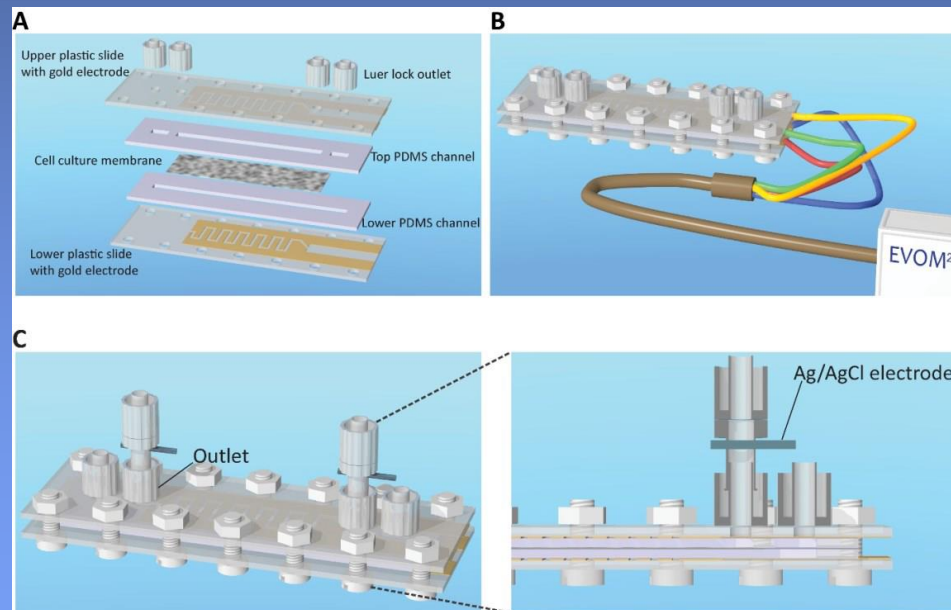 A
Upper plastic slide
with gold electrode
Luer lock outlet
Top PDMS channel
Cell culture membrane
Lower PDMS channel
Lower plastic slide
with gold electrode
B
EVOM²
C
Outlet
Ag/AgCl electrode